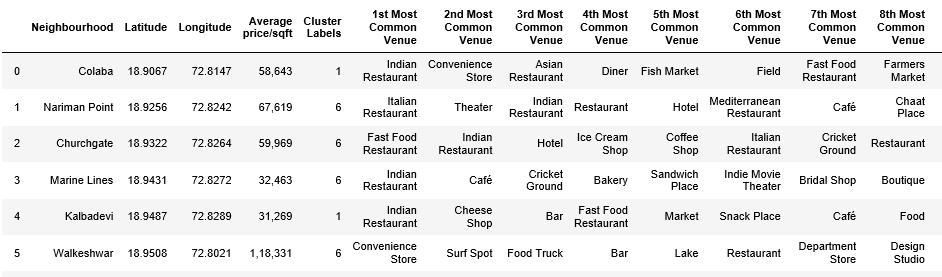 Neighbourhood Latitude Longitude Average price/sqft Cluster Labels 1st Most Common Venue 2nd Most Common Venue 3rd Most Common Venue 4th Most Common Venue 5th Most Common Venue 6th Most Common Venue 7th Most Common Venue 8th Most Common Venue
0 Colaba 18.9067 72.8147 58,643 1 Indian Restaurant Convenience Store Asian Restaurant Diner Fish Market Field Fast Food Restaurant Farmers Market
1 Nariman Point 18.9256 72.8242 67,619 6 Italian Restaurant Theater Indian Restaurant Restaurant Hotel Mediterranean Restaurant Café Chaat Place
2 Churchgate 18.9322 72.8264 59,969 6 Fast Food Restaurant Indian Restaurant Hotel Ice Cream Shop Coffee Shop Italian Restaurant Cricket Ground Restaurant
3 Marine Lines 18.9431 72.8272 32,463 6 Indian Restaurant Café Cricket Ground Bakery Sandwich Place Indie Movie Theater Bridal Shop Boutique
4 Kalbadevi 18.9487 72.8289 31,269 1 Indian Restaurant Cheese Shop Bar Fast Food Restaurant Market Snack Place Café Food
5 Walkeshwar 18.9508 72.8021 1,18,331 6 Convenience Store Surf Spot Food Truck Bar Lake Restaurant Department Store Design Studio